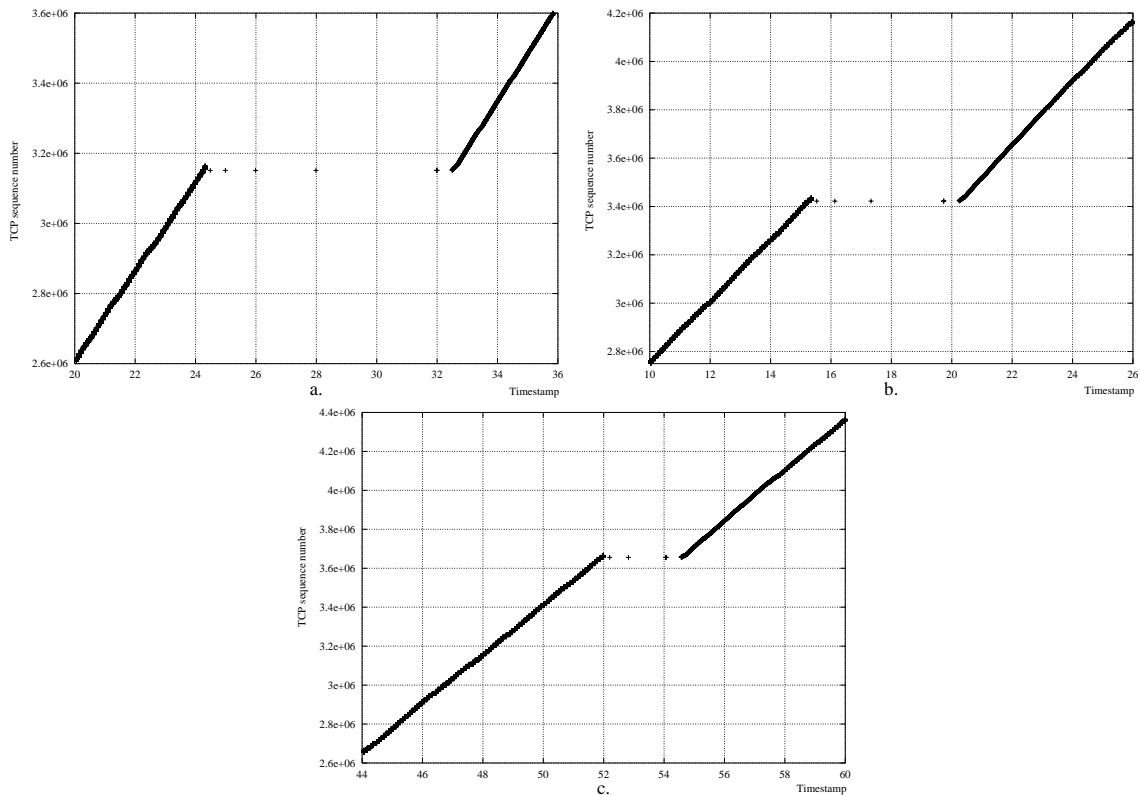 3.6e+06
3.4e+06
3.2e+06
3e+06
2.8e+06
2.6e+06
TCP sequence number
20 22 24 26 28 30 32 34 36
Timestamp
a.
4.2e+06
4e+06
3.8e+06
3.6e+06
3.4e+06
3.2e+06
3e+06
2.8e+06
TCP sequence number
10 12 14 16 18 20 22 24 26
Timestamp
b.
4.4e+06
4.2e+06
4e+06
3.8e+06
3.6e+06
3.4e+06
3.2e+06
3e+06
2.8e+06
2.6e+06
TCP sequence number
44 46 48 50 52 54 56 58 60
Timestamp
c.